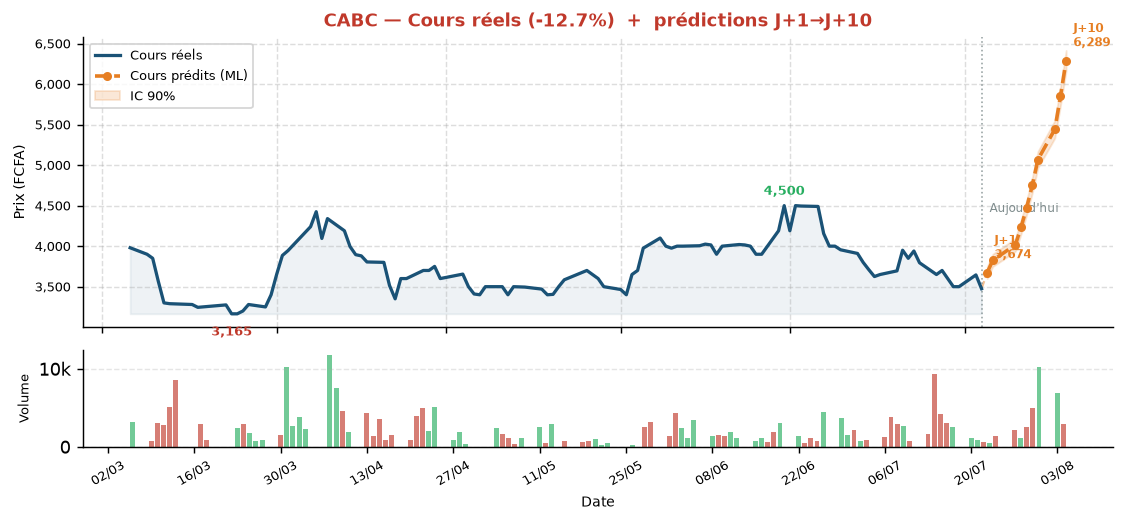 CABC — Cours réels (-12.7%)  +  prédictions J+1→J+10
Cours réels
Cours prédits (ML)
IC 90%
J+10
6,289
Prix (FCFA)
6,500
6,000
5,500
5,000
4,500
4,000
3,500
4,500
Aujourd'hui
J+1
3,674
3,165
Volume
10k
0
02/03
16/03
30/03
13/04
27/04
11/05
25/05
08/06
22/06
06/07
20/07
03/08
Date